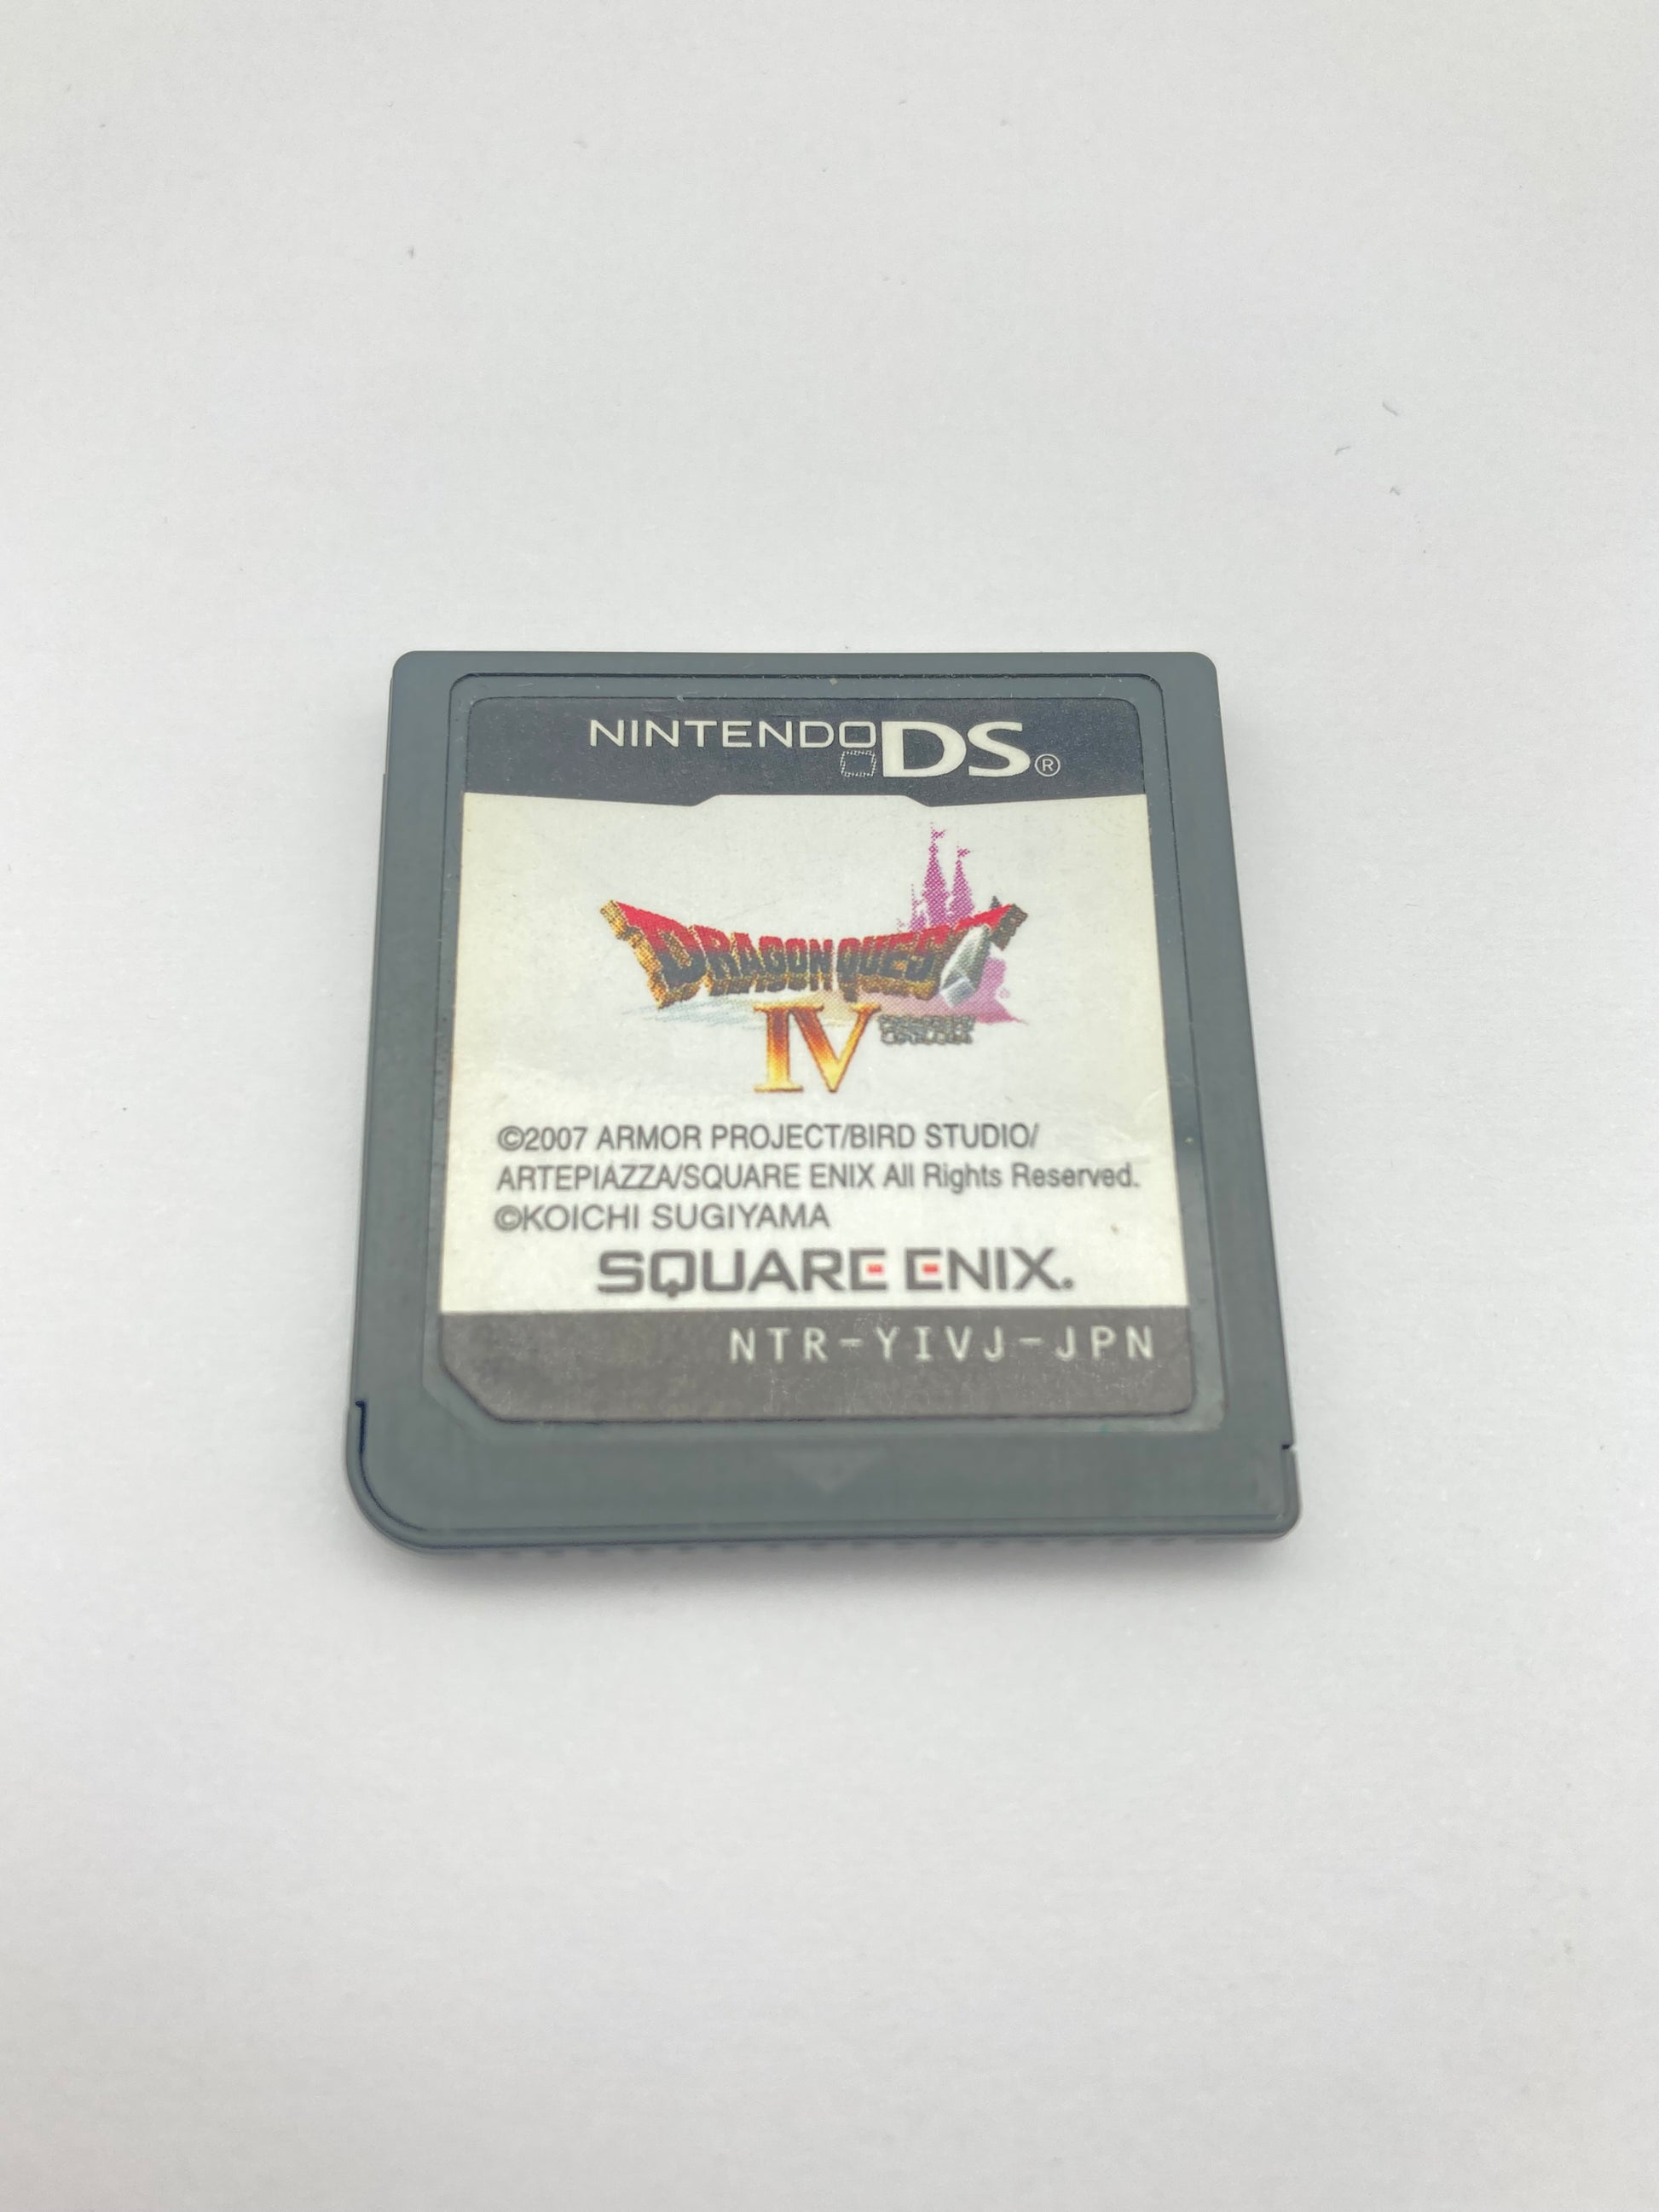 NINTENDO DS®
DRAGON QUEST
IV
©2007 ARMOR PROJECT/BIRD STUDIO/
ARTEPIAZZA/SQUARE ENIX All Rights Reserved.
©KOICHI SUGIYAMA
SQUARE ENIX.
NTR-YIVJ-JPN